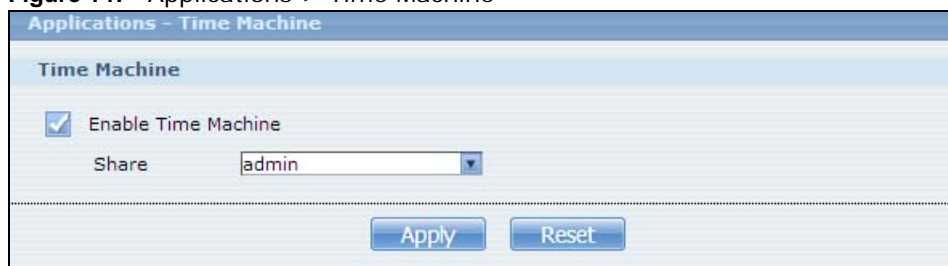 Applications - Time Machine
Time Machine
Enable Time Machine
Share admin
Apply Reset